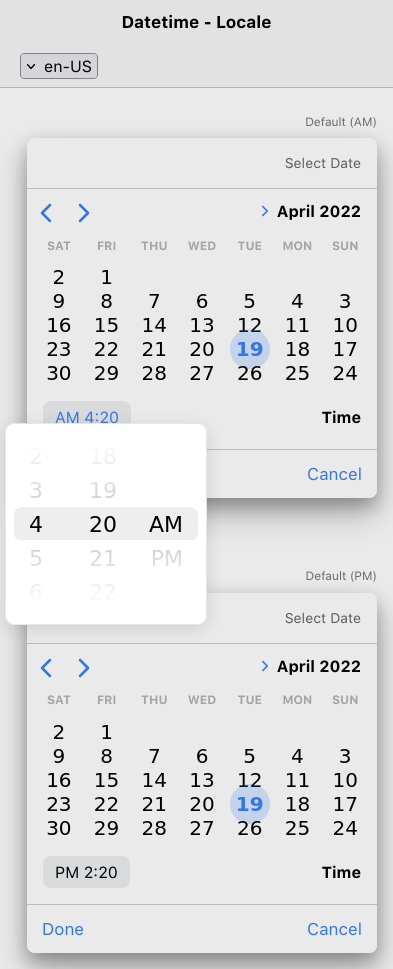 Datetime - Locale
en-US
Default (AM)
Select Date
April 2022
SAT FRI THU WED TUE MON SUN
2 1
9 8 7 6 5 4 3
16 15 14 13 12 11 10
23 22 21 20 19 18 17
30 29 28 27 26 25 24
AM 4:20 Time
Cancel
2 18
3 19
4 20 AM
5 21 PM
6 22
Default (PM)
Select Date
April 2022
SAT FRI THU WED TUE MON SUN
2 1
9 8 7 6 5 4 3
16 15 14 13 12 11 10
23 22 21 20 19 18 17
30 29 28 27 26 25 24
PM 2:20 Time
Done Cancel